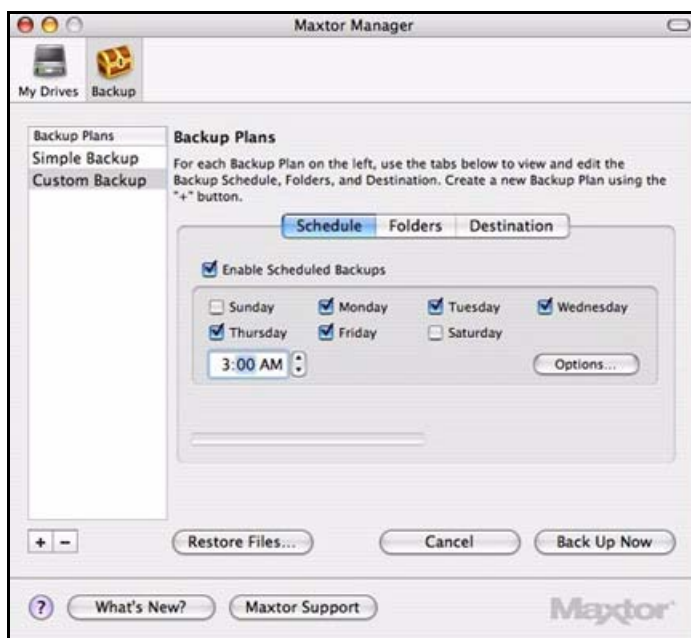 Maxtor Manager
My Drives
Backup
Backup Plans
Simple Backup
Custom Backup
Backup Plans
For each Backup Plan on the left, use the tabs below to view and edit the
Backup Schedule, Folders, and Destination. Create a new Backup Plan using the
"+" button.
Schedule Folders Destination
Enable Scheduled Backups
Sunday Monday Tuesday Wednesday
Thursday Friday Saturday
3:00 AM
Options...
+ −
Restore Files... Cancel Back Up Now
? What's New? Maxtor Support
Maxtor